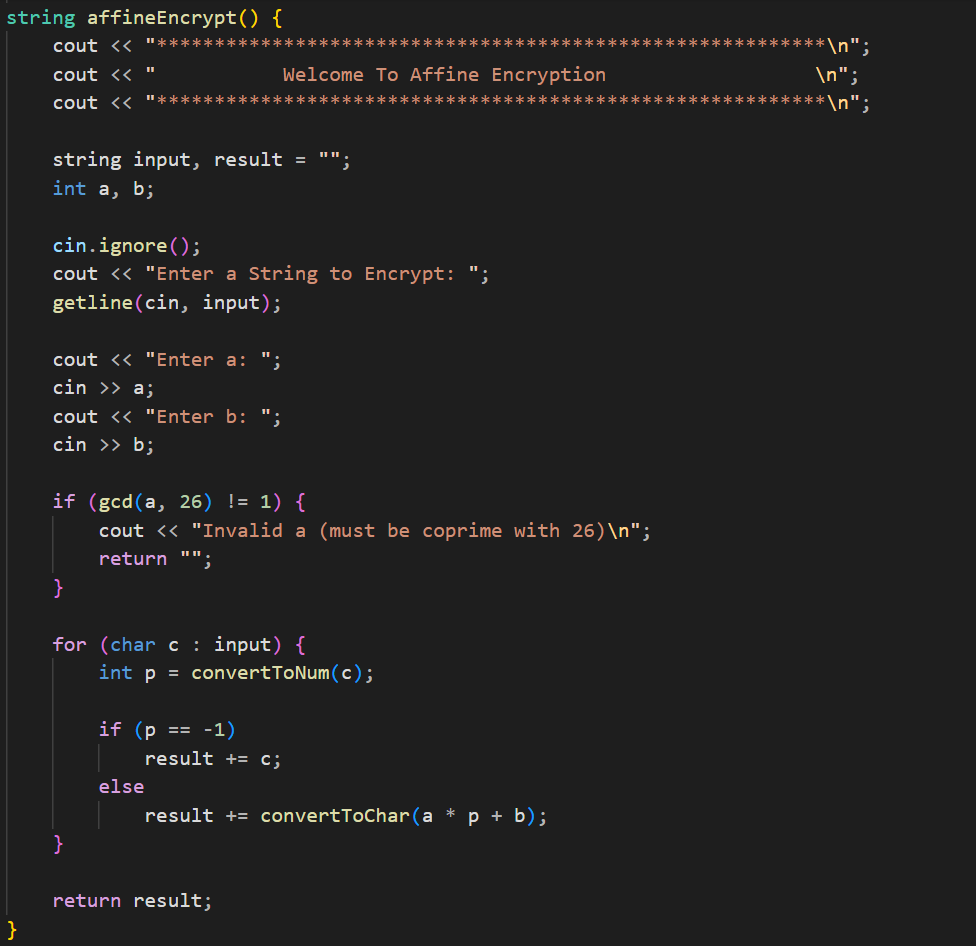 string affineEncrypt() {
    cout << "**********************************************************\n";
    cout << "           Welcome To Affine Encryption                  \n";
    cout << "**********************************************************\n";

    string input, result = "";
    int a, b;

    cin.ignore();
    cout << "Enter a String to Encrypt: ";
    getline(cin, input);

    cout << "Enter a: ";
    cin >> a;
    cout << "Enter b: ";
    cin >> b;

    if (gcd(a, 26) != 1) {
        cout << "Invalid a (must be coprime with 26)\n";
        return "";
    }

    for (char c : input) {
        int p = convertToNum(c);

        if (p == -1)
            result += c;
        else
            result += convertToChar(a * p + b);
    }

    return result;
}